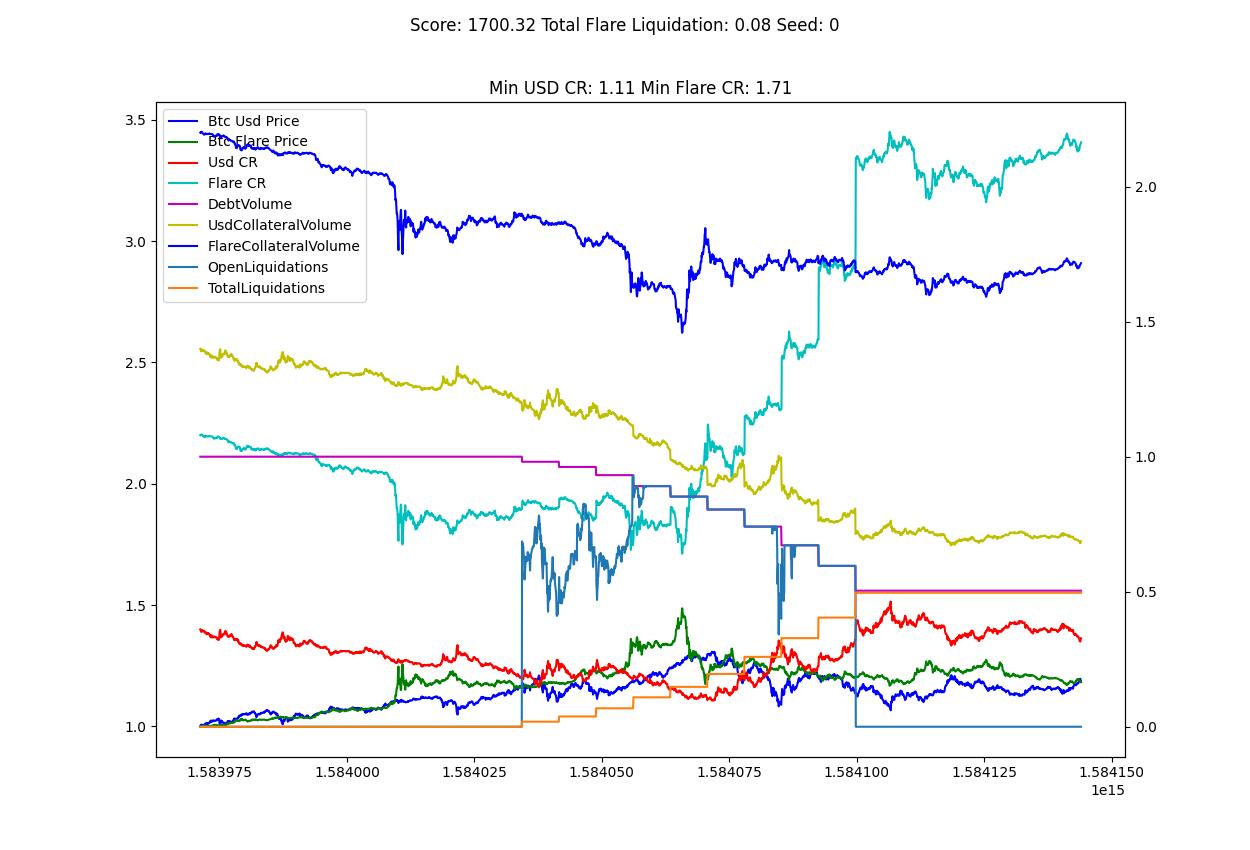 Score: 1700.32 Total Flare Liquidation: 0.08 Seed: 0
Min USD CR: 1.11 Min Flare CR: 1.71
Btc Usd Price
Btc Flare Price
Usd CR
Flare CR
DebtVolume
UsdCollateralVolume
FlareCollateralVolume
OpenLiquidations
TotalLiquidations
3.5
3.0
2.5
2.0
1.5
1.0
2.0
1.5
1.0
0.5
0.0
1.583975 1.584000 1.584025 1.584050 1.584075 1.584100 1.584125 1.584150
1e15